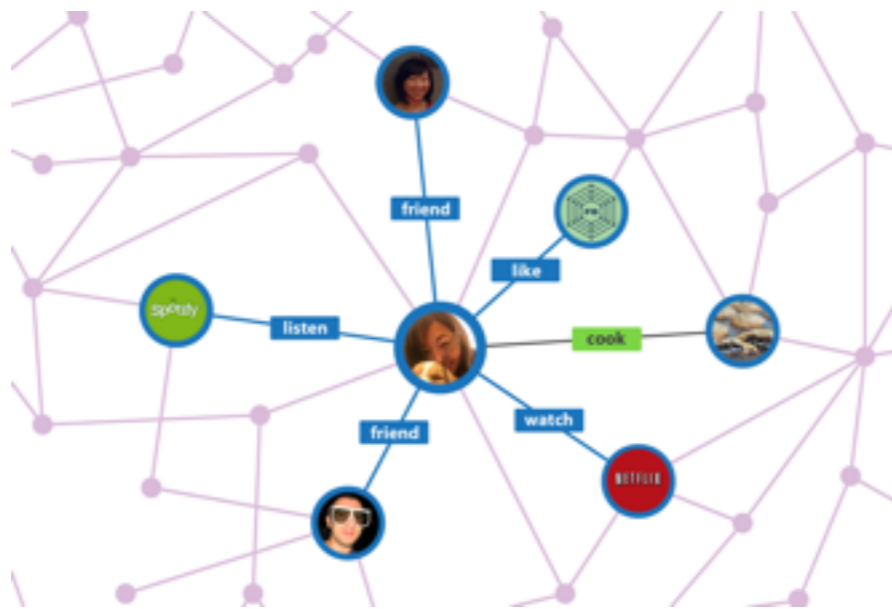 friend
like
Spotify
listen
cook
watch
friend
NETFLIX